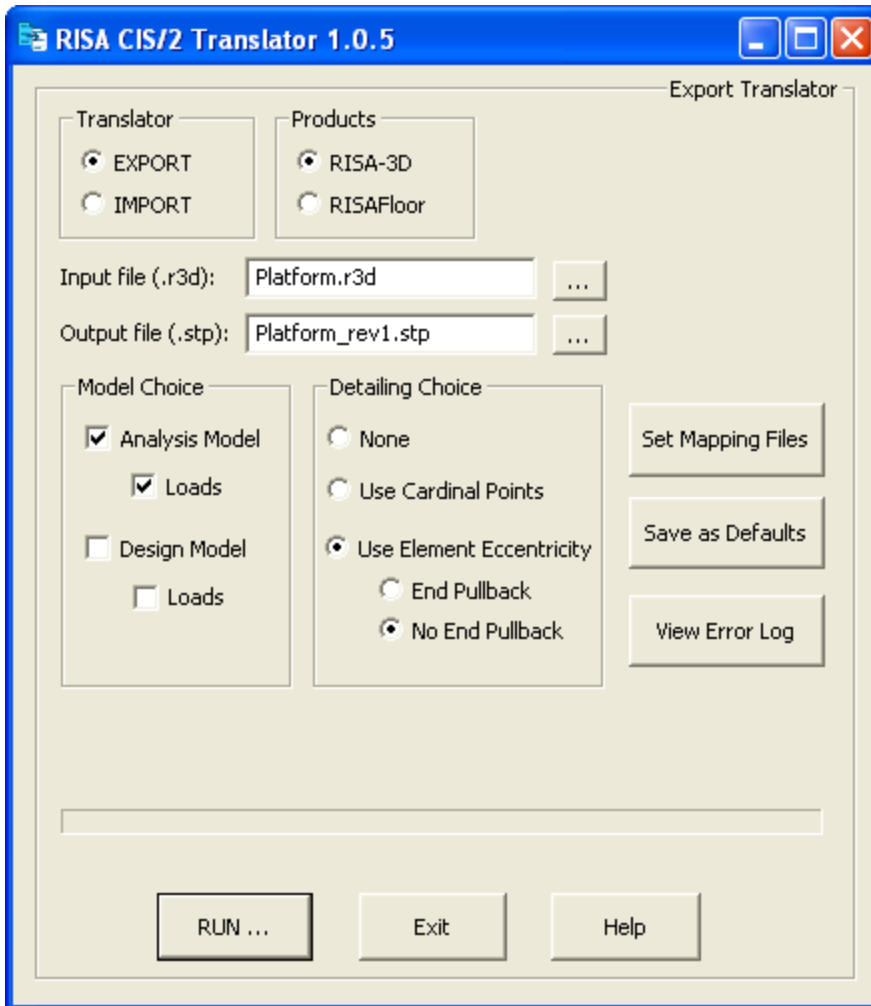 RISA CIS/2 Translator 1.0.5
Export Translator
Translator
EXPORT
IMPORT
Products
RISA-3D
RISAFloor
Input file (.r3d): Platform.r3d ...
Output file (.stp): Platform_rev1.stp ...
Model Choice
Analysis Model
Loads
Design Model
Loads
Detailing Choice
None
Use Cardinal Points
Use Element Eccentricity
End Pullback
No End Pullback
Set Mapping Files
Save as Defaults
View Error Log
RUN ... Exit Help